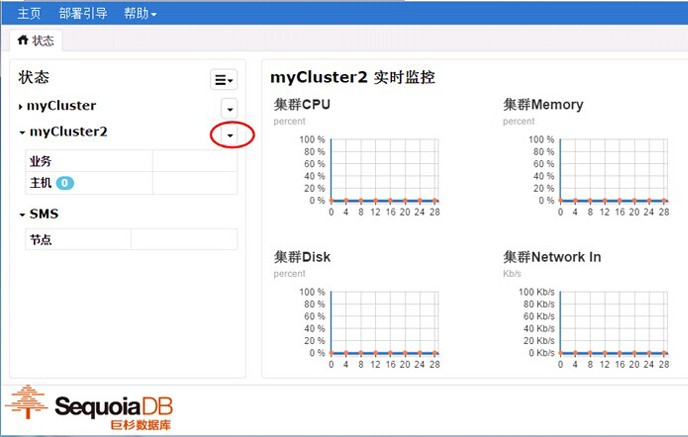 主页 部署引导 帮助
状态
状态
myCluster
myCluster2
业务
主机 0
SMS
节点
myCluster2 实时监控
集群CPU
percent
100 %
80 %
60 %
40 %
20 %
0 %
0 4 8 12 16 20 24 28
集群Memory
percent
100 %
80 %
60 %
40 %
20 %
0 %
0 4 8 12 16 20 24 28
集群Disk
percent
100 %
80 %
60 %
40 %
20 %
0 %
0 4 8 12 16 20 24 28
集群Network In
Kb/s
100 Kb/s
80 Kb/s
60 Kb/s
40 Kb/s
20 Kb/s
0 Kb/s
0 4 8 12 16 20 24 28
SequoiaDB
巨杉数据库